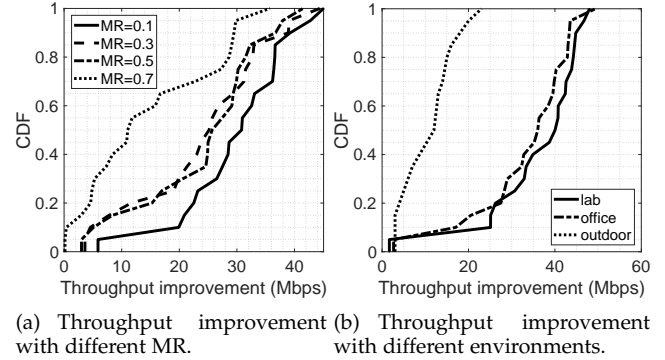 1
0.8
0.6
0.4
0.2
0
CDF
MR=0.1
MR=0.3
MR=0.5
MR=0.7
0 10 20 30 40
Throughput improvement (Mbps)
(a) Throughput improvement
with different MR.
1
0.8
0.6
0.4
0.2
0
CDF
lab
office
outdoor
0 20 40 60
Throughput improvement (Mbps)
(b) Throughput improvement
with different environments.